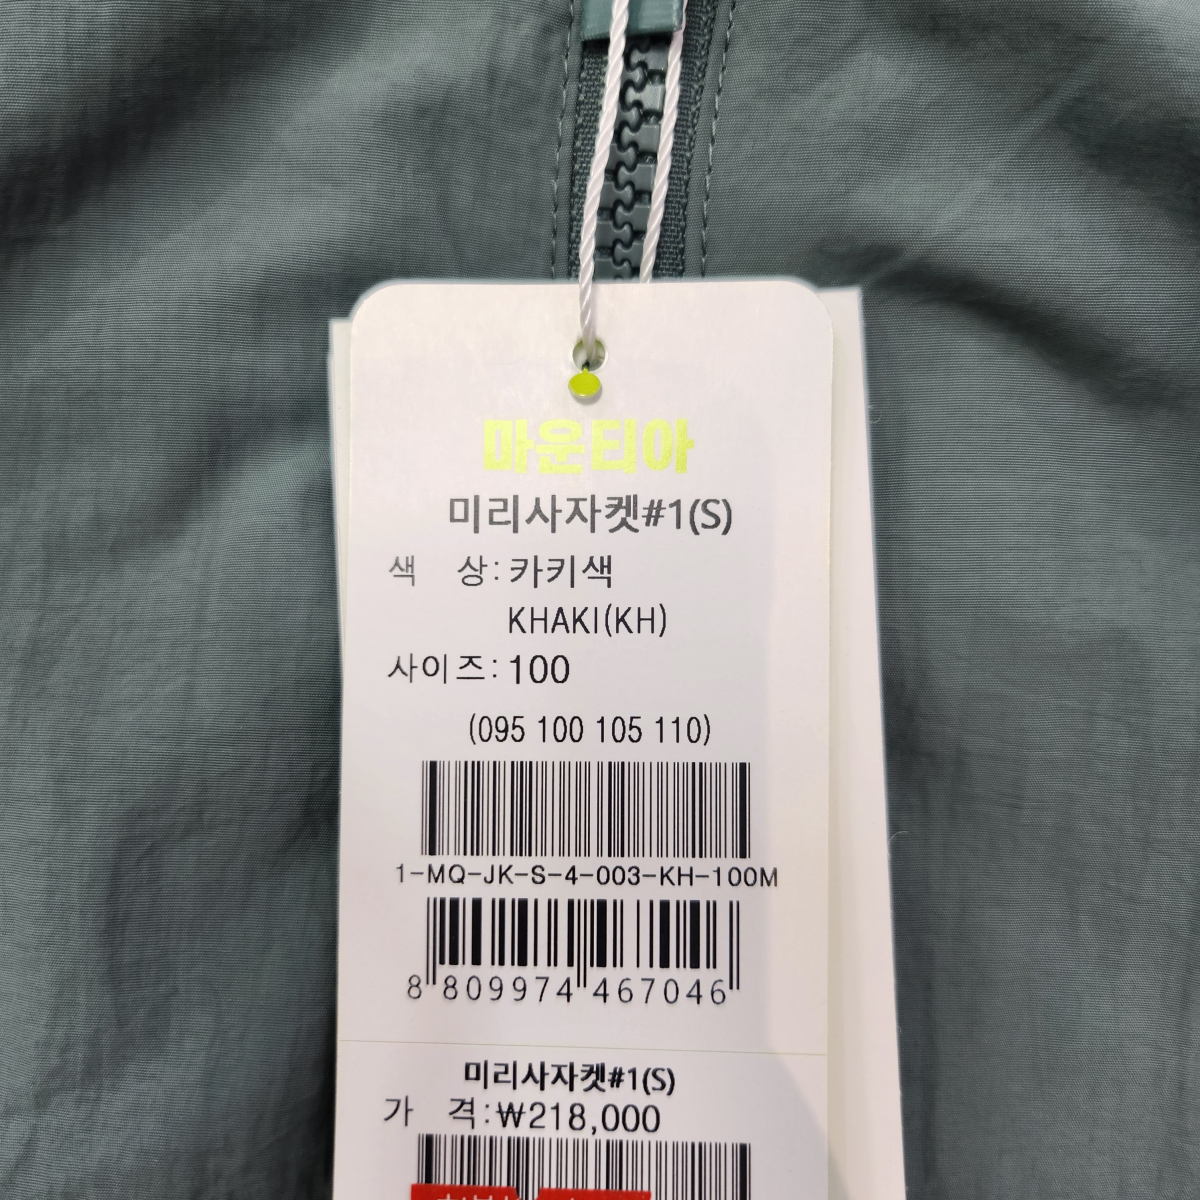 마운티아
미리사자켓#1(S)
색 상:카키색
KHAKI(KH)
사이즈:100
(095 100 105 110)
1-MQ-JK-S-4-003-KH-100M
8 809974 467046
미리사자켓#1(S)
가 격:₩218,000